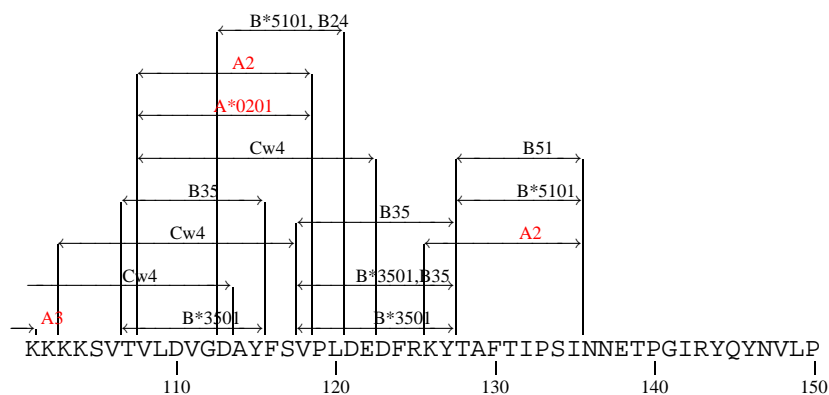 B*5101, B24
A2
A*0201
Cw4 B51
B35 B*5101
B35
Cw4 A2
Cw4 B*3501,B35
A3 B*3501 B*3501
KKKKSVTVLDVGDAYFSVPLDEDFRKYTAFTIPSINNETPGIRYQYNVLP
110 120 130 140 150